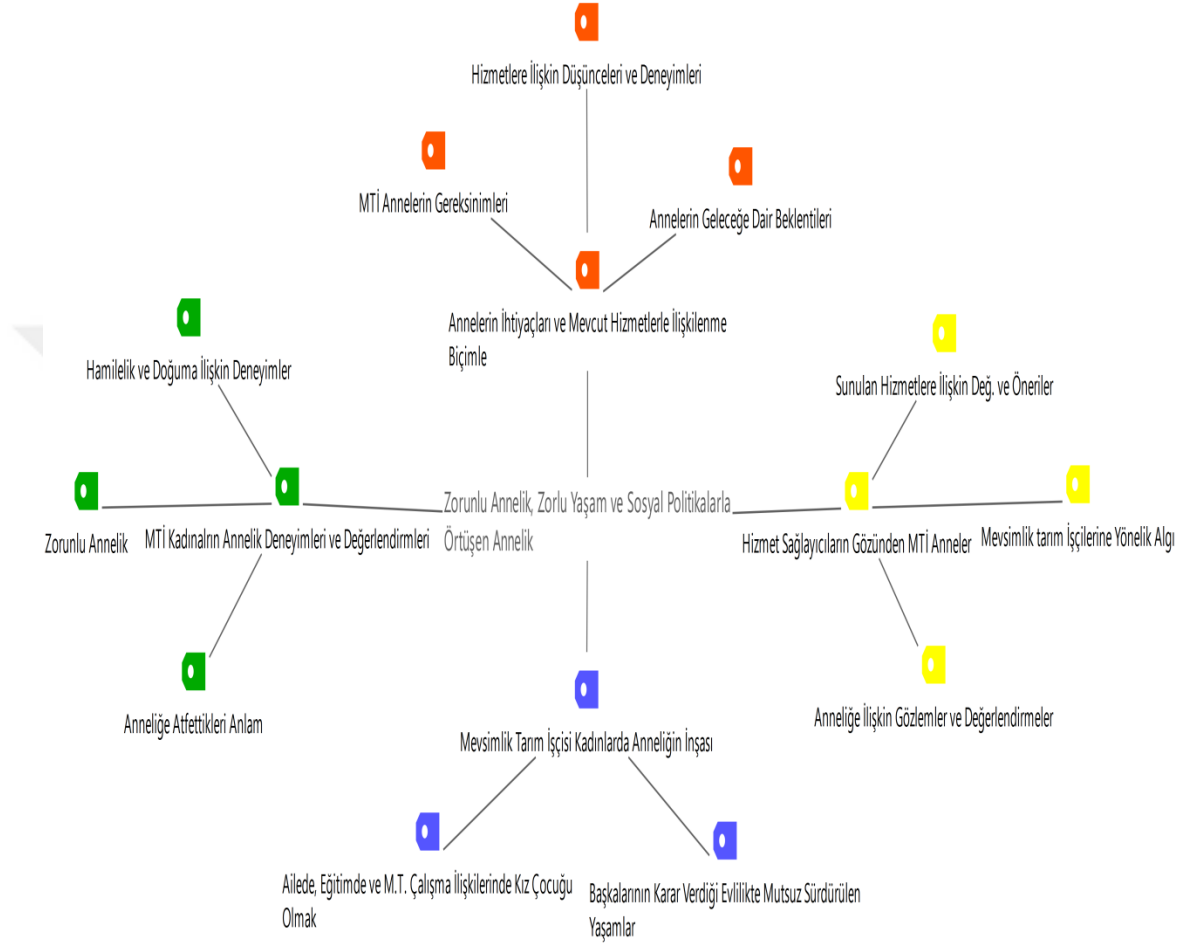 Hizmetlere İlişkin Düşünceleri ve Deneyimleri
MTİ Annelerin Gereksinimleri
Annelerin Geleceğe Dair Beklentileri
Annelerin İhtiyaçları ve Mevcut Hizmetlerle İlişkilenme
Biçimle
Hamilelik ve Doğuma İlişkin Deneyimler
Sunulan Hizmetlere İlişkin Değ. ve Öneriler
Zorunlu Annelik, Zorlu Yaşam ve Sosyal Politikalarla
Örtüşen Annelik
Zorunlu Annelik
MTİ Kadınalrın Annelik Deneyimleri ve Değerlendirmleri
Hizmet Sağlayıcıların Gözünden MTİ Anneler
Mevsimlik tarım İşçilerine Yönelik Algı
Anneliğe Atfettikleri Anlam
Anneliğe İlişkin Gözlemler ve Değerlendirmeler
Mevsimlik Tarım İşçisi Kadınlarda Anneliğin İnşası
Ailede, Eğitimde ve M.T. Çalışma İlişkilerinde Kız Çocuğu
Olmak
Başkalarının Karar Verdiği Evlilikte Mutsuz Sürdürülen
Yaşamlar